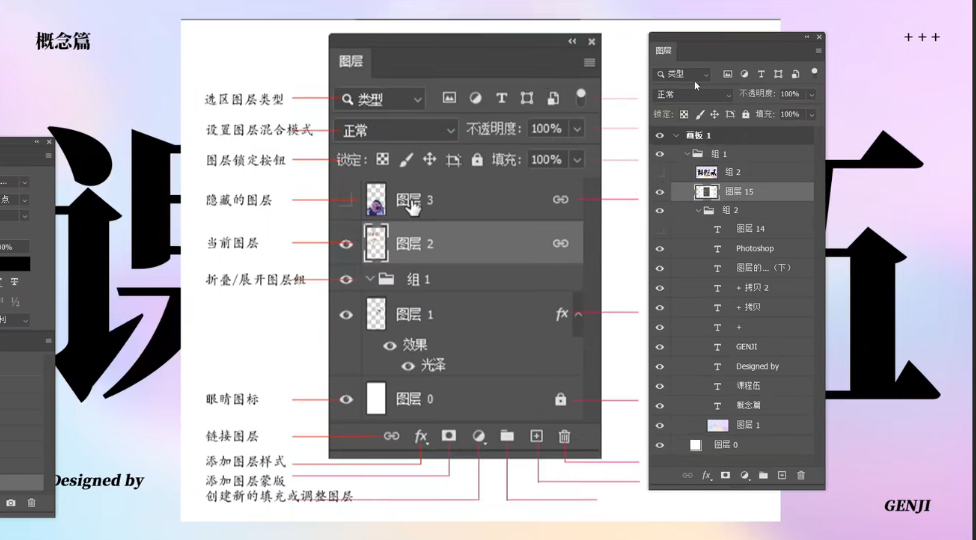 概念篇
+++
课
伍
选区图层类型
设置图层混合模式
图层锁定按钮
隐藏的图层
当前图层
折叠/展开图层组
眼睛图标
链接图层
添加图层样式
添加图层蒙版
创建新的填充或调整图层
图层
类型
正常
不透明度: 100%
锁定:
填充: 100%
图层 3
图层 2
组 1
图层 1
fx
效果
光泽
图层 0
fx
图层
类型
正常
不透明度: 100%
锁定:
填充: 100%
画板 1
组 1
组 2
图层 15
组 2
T 图层 14
T Photoshop
T 图层的...（下）
T + 拷贝 2
T + 拷贝
T +
T GENJI
T Designed by
T 课程伍
T 概念篇
图层 1
图层 0
fx
Designed by
GENJI